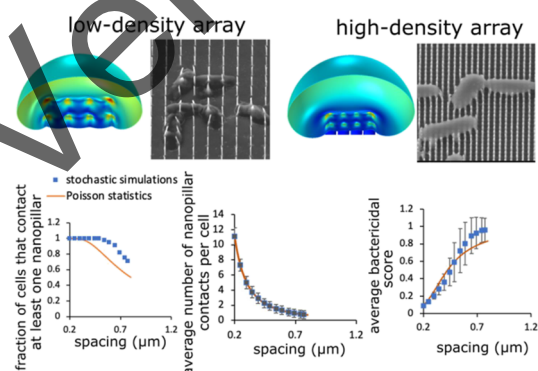 low-density array
high-density array
stochastic simulations
Poisson statistics
fraction of cells that contact
at least one nanopillar
1.2
1
0.8
0.6
0.4
0.2
0
0.2
0.7
1.2
spacing (μm)
average number of nanopillar
contacts per cell
14
12
10
8
6
4
2
0
0.2
0.7
1.2
spacing (μm)
average bactericidal
score
1.2
1
0.8
0.6
0.4
0.2
0
0.2
0.7
1.2
spacing (μm)